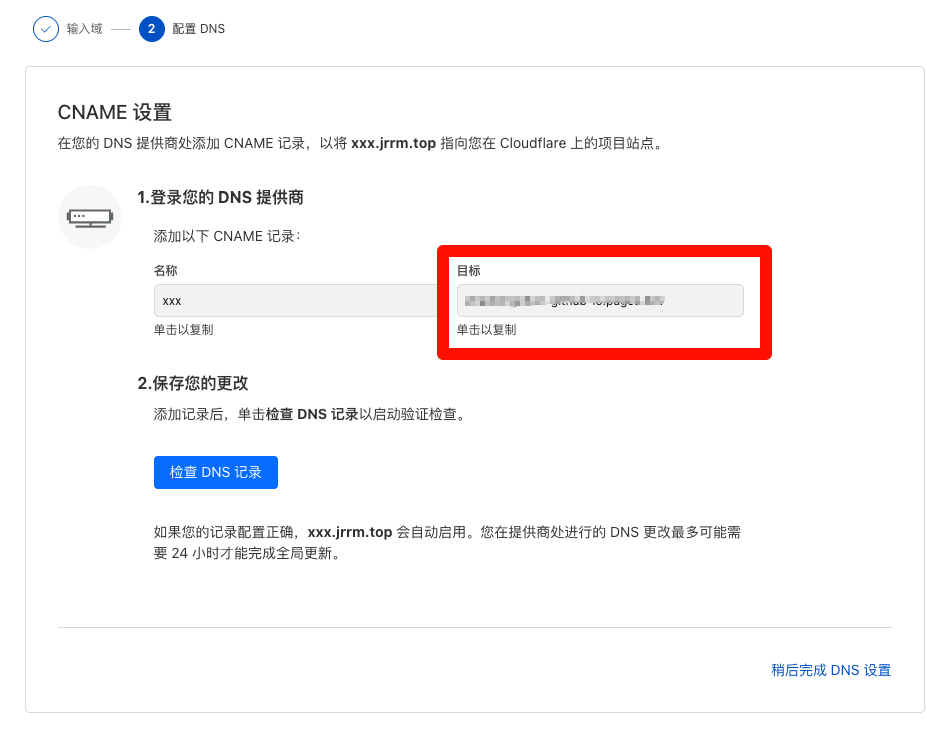 输入域
2 配置 DNS
CNAME 设置
在您的 DNS 提供商处添加 CNAME 记录，以将 xxx.jrrm.top 指向您在 Cloudflare 上的项目站点。
1.登录您的 DNS 提供商
添加以下 CNAME 记录：
名称
目标
xxx
单击以复制
单击以复制
2.保存您的更改
添加记录后，单击检查 DNS 记录以启动验证检查。
检查 DNS 记录
如果您的记录配置正确，xxx.jrrm.top 会自动启用。您在提供商处进行的 DNS 更改最多可能需
要 24 小时才能完成全局更新。
稍后完成 DNS 设置